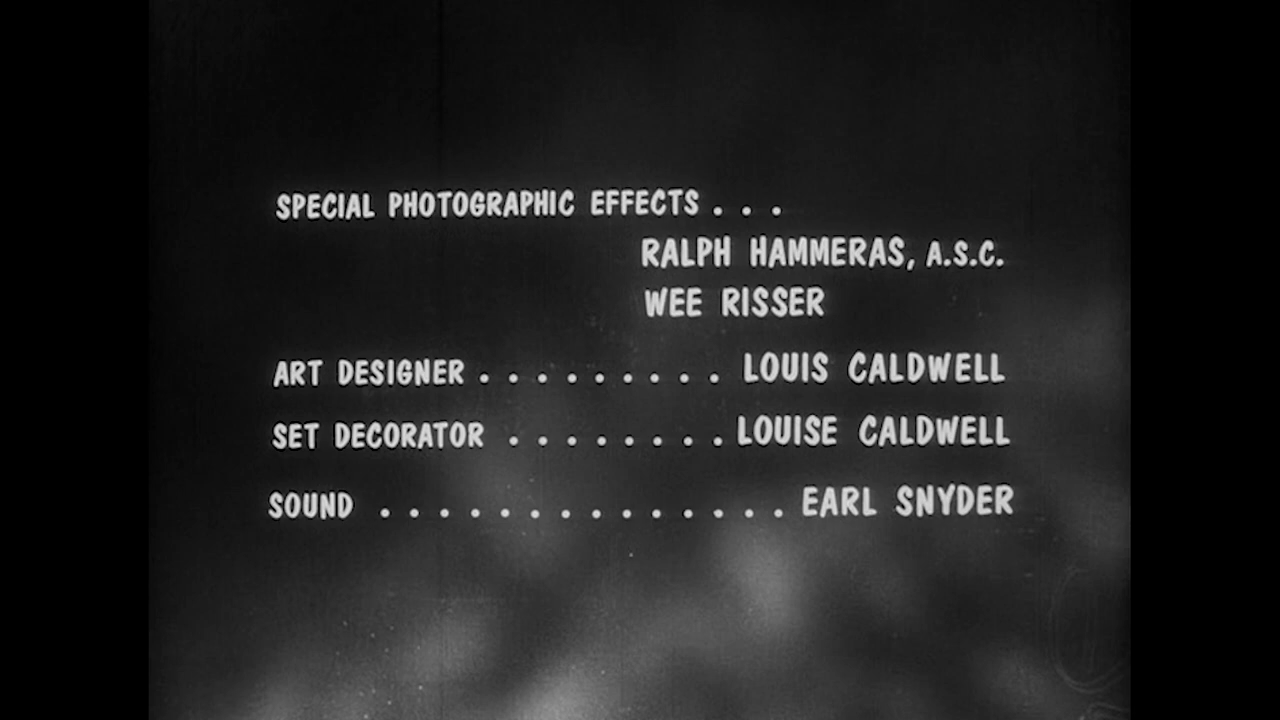 SPECIAL PHOTOGRAPHIC EFFECTS . . .
RALPH HAMMERAS, A.S.C.
WEE RISSER
ART DESIGNER . . . . . . . . . LOUIS CALDWELL
SET DECORATOR . . . . . . . . LOUISE CALDWELL
SOUND . . . . . . . . . . . . . . EARL SNYDER